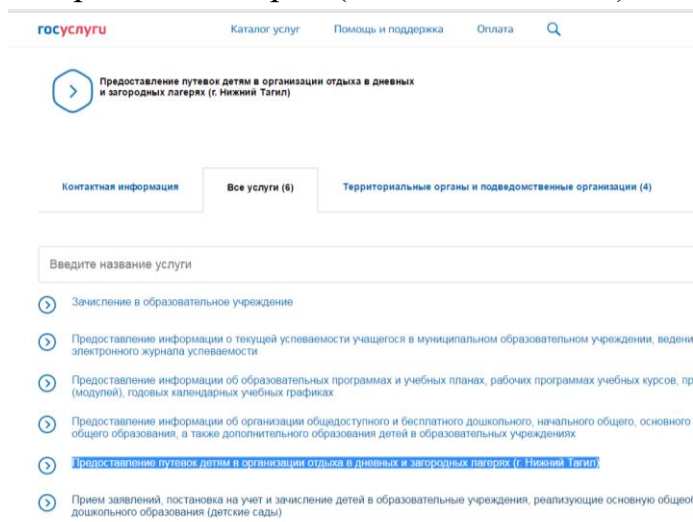 госуслуги Каталог услуг Помощь и поддержка Оплата
Предоставление путевок детям в организации отдыха в дневных
и загородных лагерях (г. Нижний Тагил)
Контактная информация Все услуги (6) Территориальные органы и подведомственные организации (4)
Введите название услуги
Зачисление в образовательное учреждение
Предоставление информации о текущей успеваемости учащегося в муниципальном образовательном учреждении, ведени
электронного журнала успеваемости
Предоставление информации об образовательных программах и учебных планах, рабочих программах учебных курсов, пр
(модулей), годовых календарных учебных графиках
Предоставление информации об организации общедоступного и бесплатного дошкольного, начального общего, основного
общего образования, а также дополнительного образования детей в образовательных учреждениях
Предоставление путевок детям в организации отдыха в дневных и загородных лагерях (г. Нижний Тагил)
Прием заявлений, постановка на учет и зачисление детей в образовательные учреждения, реализующие основную общеоб
дошкольного образования (детские сады)